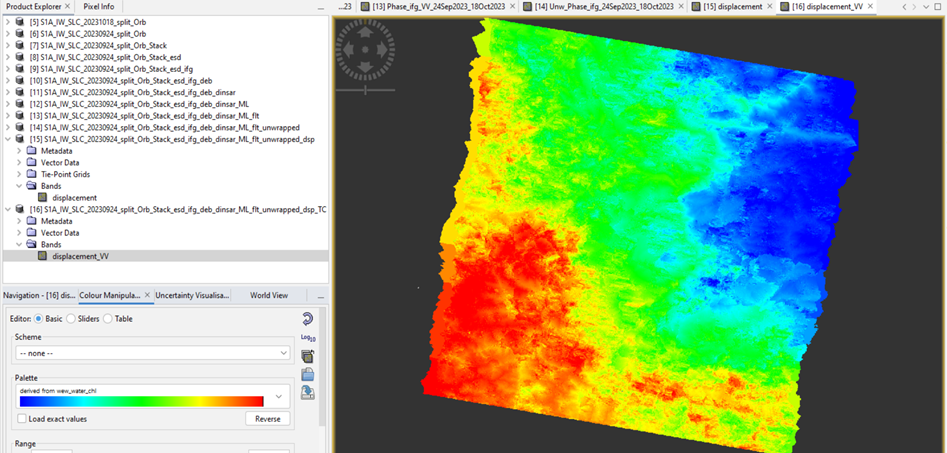 Product Explorer × Pixel Info
...23 [13] Phase_ifg_VV_24Sep2023_18Oct2023 × [14] Unw_Phase_ifg_24Sep2023_18Oct2023 × [15] displacement × [16] displacement_VV ×
[5] S1A_IW_SLC_20231018_split_Orb
[6] S1A_IW_SLC_20230924_split_Orb
[7] S1A_IW_SLC_20230924_split_Orb_Stack
[8] S1A_IW_SLC_20230924_split_Orb_Stack_esd
[9] S1A_IW_SLC_20230924_split_Orb_Stack_esd_ifg
[10] S1A_IW_SLC_20230924_split_Orb_Stack_esd_ifg_deb
[11] S1A_IW_SLC_20230924_split_Orb_Stack_esd_ifg_deb_dinsar
[12] S1A_IW_SLC_20230924_split_Orb_Stack_esd_ifg_deb_dinsar_ML
[13] S1A_IW_SLC_20230924_split_Orb_Stack_esd_ifg_deb_dinsar_ML_flt
[14] S1A_IW_SLC_20230924_split_Orb_Stack_esd_ifg_deb_dinsar_ML_flt_unwrapped
[15] S1A_IW_SLC_20230924_split_Orb_Stack_esd_ifg_deb_dinsar_ML_flt_unwrapped_dsp
Metadata
Vector Data
Tie-Point Grids
Bands
displacement
[16] S1A_IW_SLC_20230924_split_Orb_Stack_esd_ifg_deb_dinsar_ML_flt_unwrapped_dsp_TC
Metadata
Vector Data
Bands
displacement_VV
Navigation - [16] dis... Colour Manipula... × Uncertainty Visualisa... World View
Editor: Basic Sliders Table
Scheme
-- none --
Log10
Palette
derived from wew_water_chl
Load exact values Reverse
Range